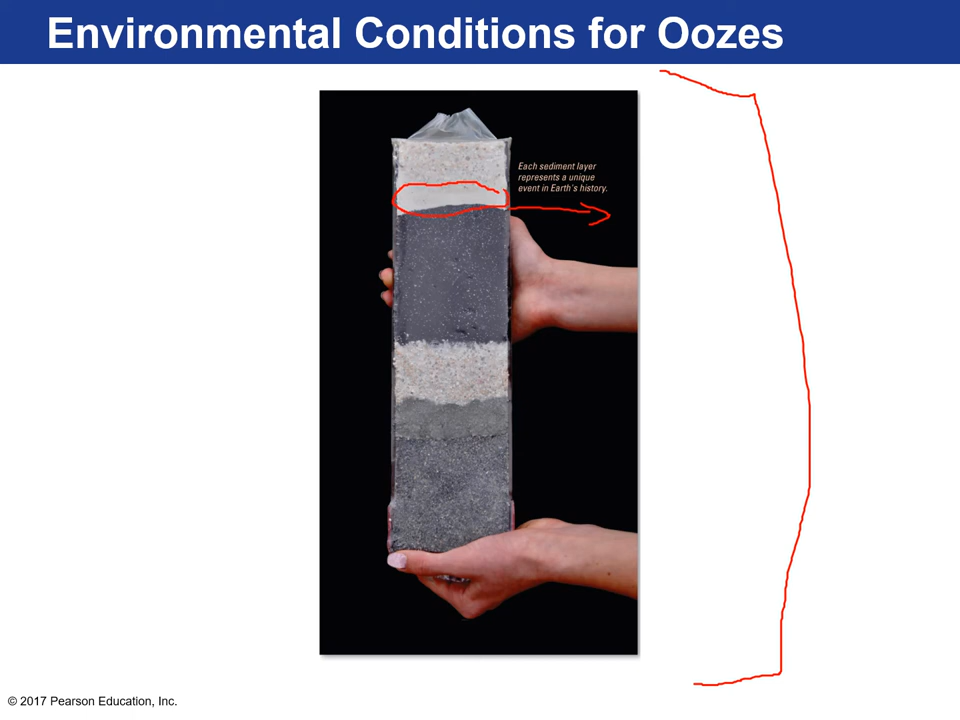 Environmental Conditions for Oozes
Each sediment layer
represents a unique
event in Earth's history.
© 2017 Pearson Education, Inc.